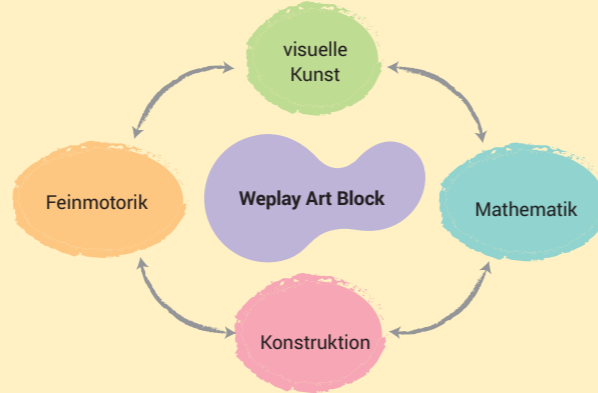 visuelle
Kunst
Feinmotorik
Weplay Art Block
Mathematik
Konstruktion